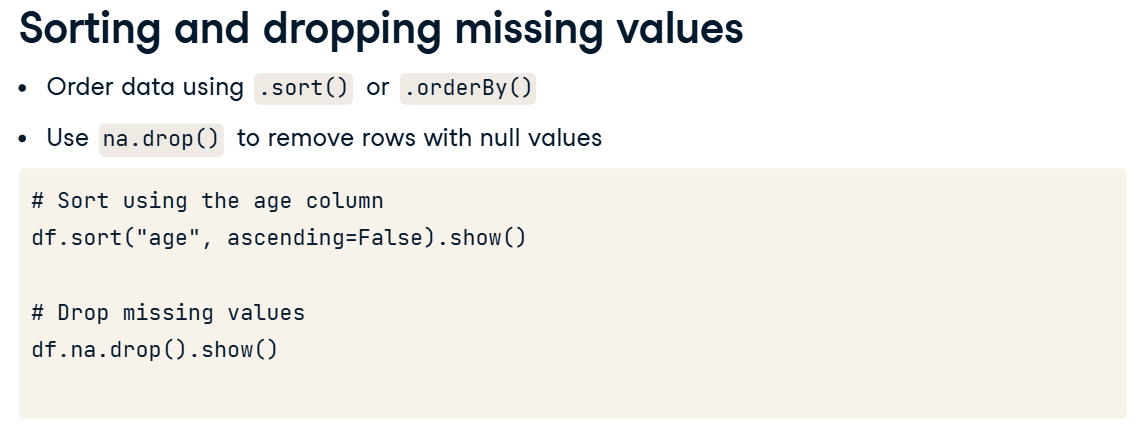 Sorting and dropping missing values
• Order data using .sort() or .orderBy()
• Use na.drop() to remove rows with null values
# Sort using the age column
df.sort("age", ascending=False).show()
# Drop missing values
df.na.drop().show()